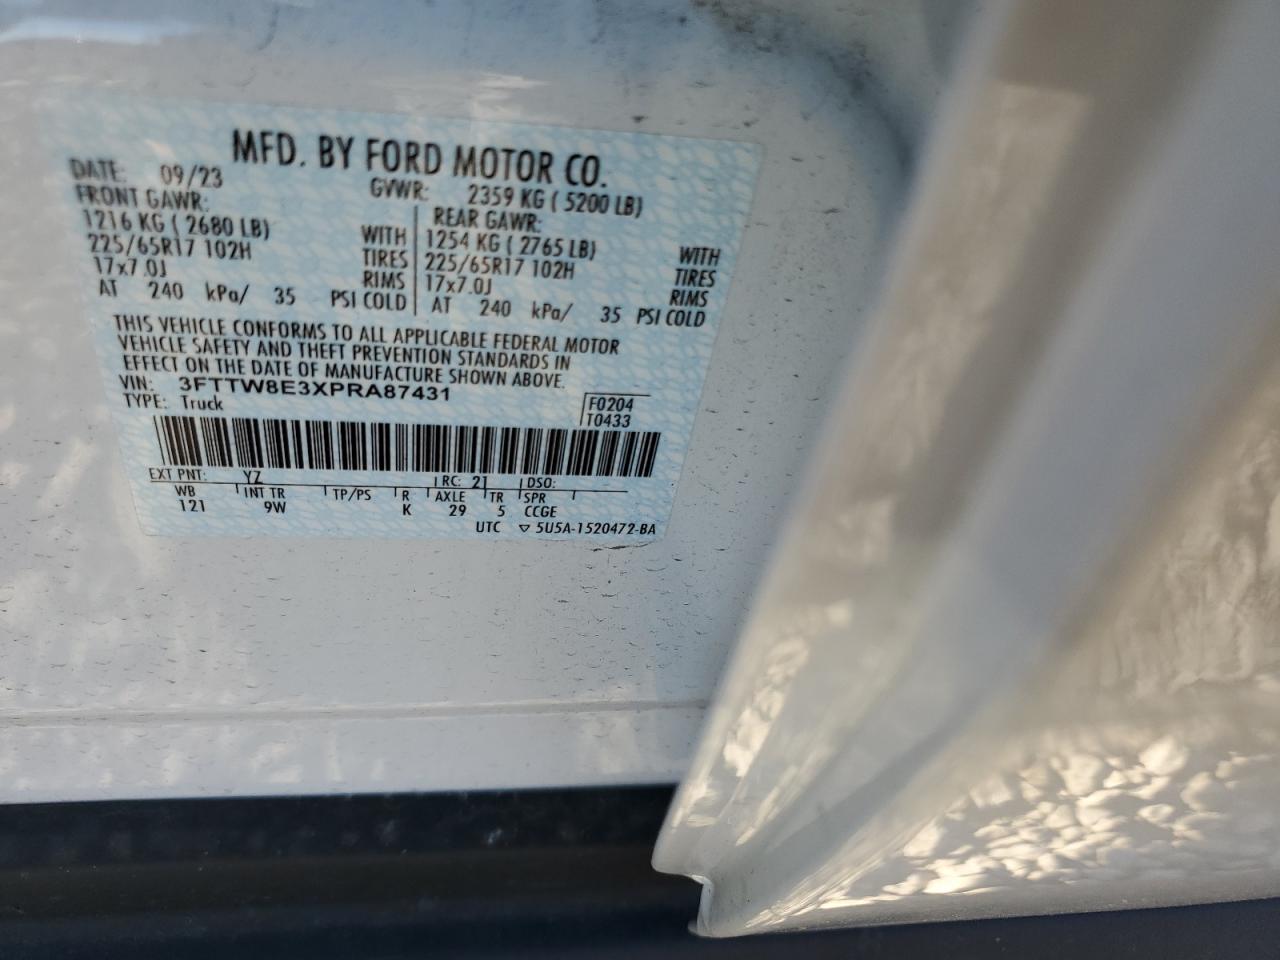 MFD. BY FORD MOTOR CO.
DATE: 09/23 GVWR: 2359 KG ( 5200 LB)
FRONT GAWR: REAR GAWR:
1216 KG ( 2680 LB) WITH 1254 KG ( 2765 LB) WITH
225/65R17 102H TIRES 225/65R17 102H TIRES
17x7.0J RIMS 17x7.0J RIMS
AT 240 kPa/ 35 PSI COLD AT 240 kPa/ 35 PSI COLD
THIS VEHICLE CONFORMS TO ALL APPLICABLE FEDERAL MOTOR
VEHICLE SAFETY AND THEFT PREVENTION STANDARDS IN
EFFECT ON THE DATE OF MANUFACTURE SHOWN ABOVE.
VIN: 3FTTW8E3XPRA87431
TYPE: Truck F0204
T0433
EXT PNT: YZ RC: 21 DSO:
WB INT TR TP/PS R AXLE TR SPR
121 9W K 29 5 CCGE
UTC ▽ 5U5A-1520472-BA